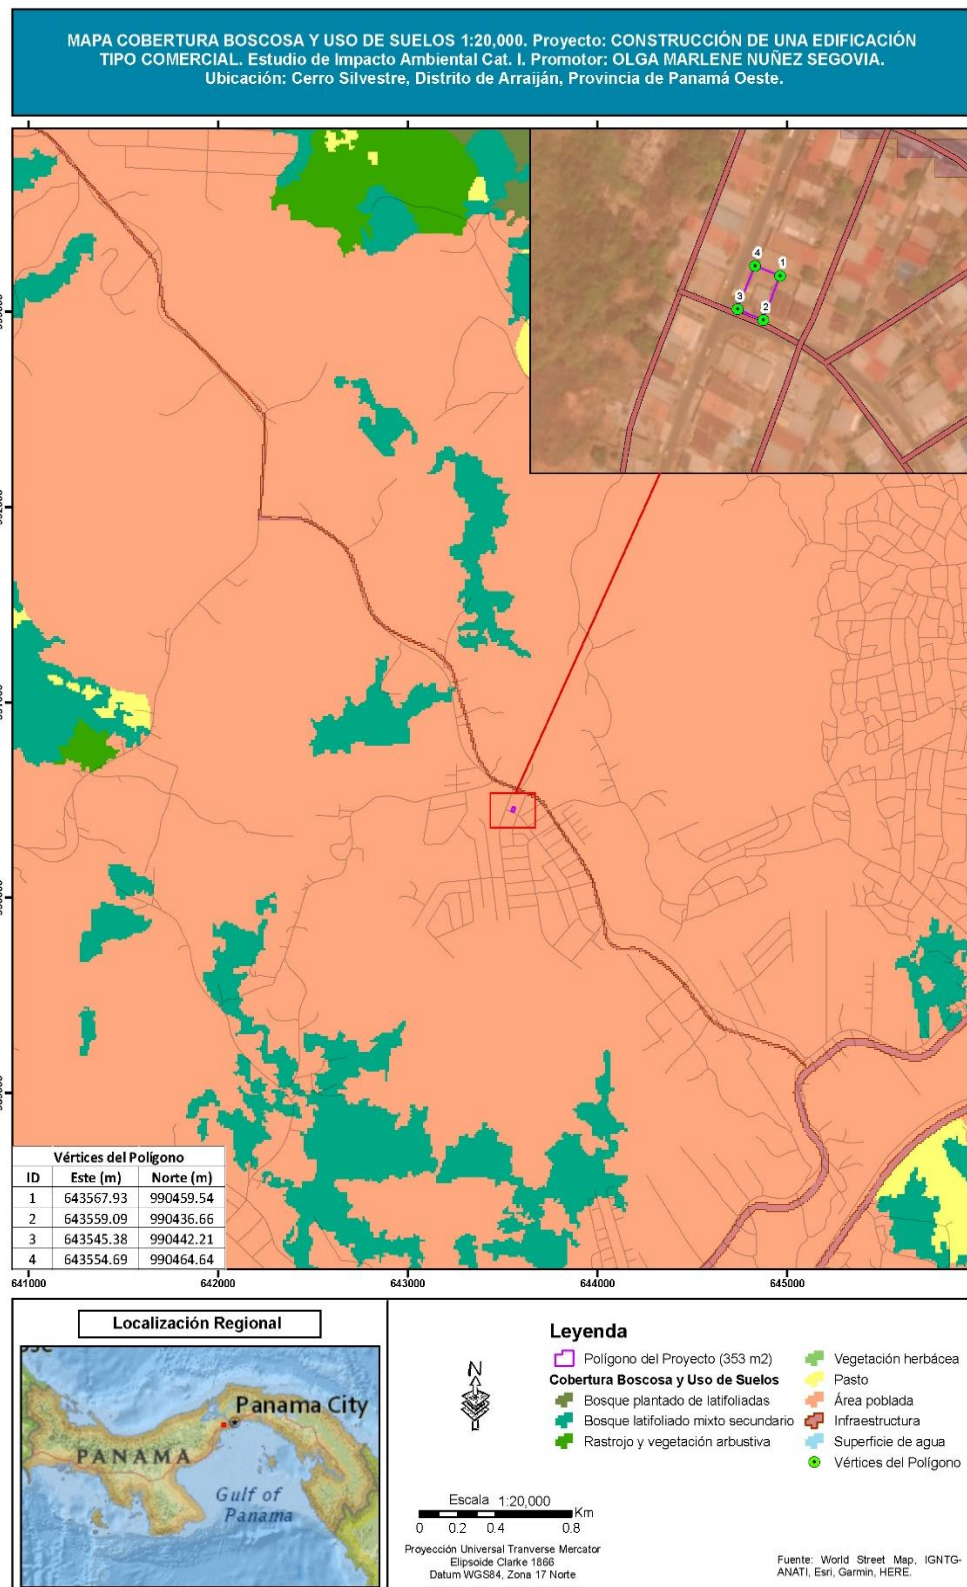 MAPA COBERTURA BOSCOSA Y USO DE SUELOS 1:20,000. Proyecto: CONSTRUCCIÓN DE UNA EDIFICACIÓN
TIPO COMERCIAL. Estudio de Impacto Ambiental Cat. I. Promotor: OLGA MARLENE NUÑEZ SEGOVIA.
Ubicación: Cerro Silvestre, Distrito de Arraiján, Provincia de Panamá Oeste.
4
1
3
2
Vértices del Polígono
ID Este (m) Norte (m)
1 643567.93 990459.54
2 643559.09 990436.66
3 643545.38 990442.21
4 643554.69 990464.64
641000 642000 643000 644000 645000
Localización Regional
Panama City
PANAMA
Gulf of
Panama
N
Leyenda
Polígono del Proyecto (353 m2)
Cobertura Boscosa y Uso de Suelos
Bosque plantado de latifoliadas
Bosque latifoliado mixto secundario
Rastrojo y vegetación arbustiva
Vegetación herbácea
Pasto
Área poblada
Infraestructura
Superficie de agua
Vértices del Polígono
Escala 1:20,000
Km
0 0.2 0.4 0.8
Proyección Universal Tranverse Mercator
Elipsoide Clarke 1866
Datum WGS84, Zona 17 Norte
Fuente: World Street Map, IGNTG-
ANATI, Esri, Garmin, HERE.